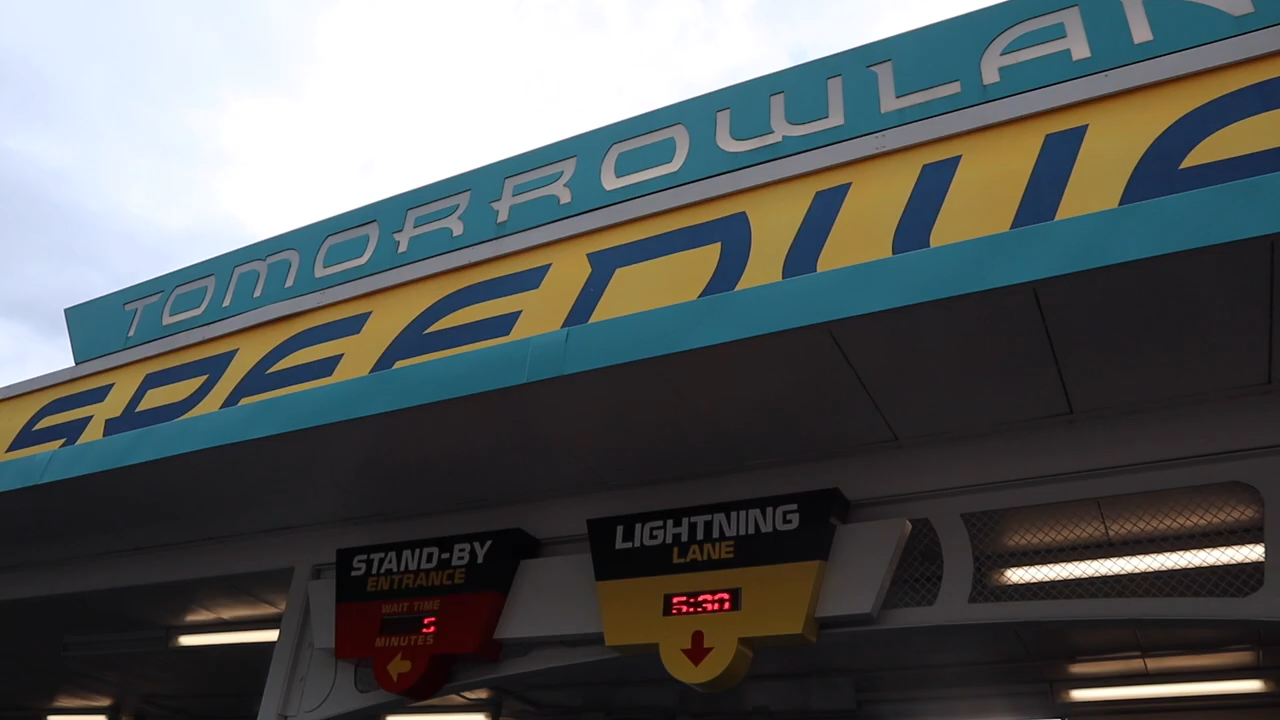 TOMORROWLAN
SPEEDWA
STAND-BY
ENTRANCE
WAIT TIME
5
MINUTES
LIGHTNING
LANE
5:30